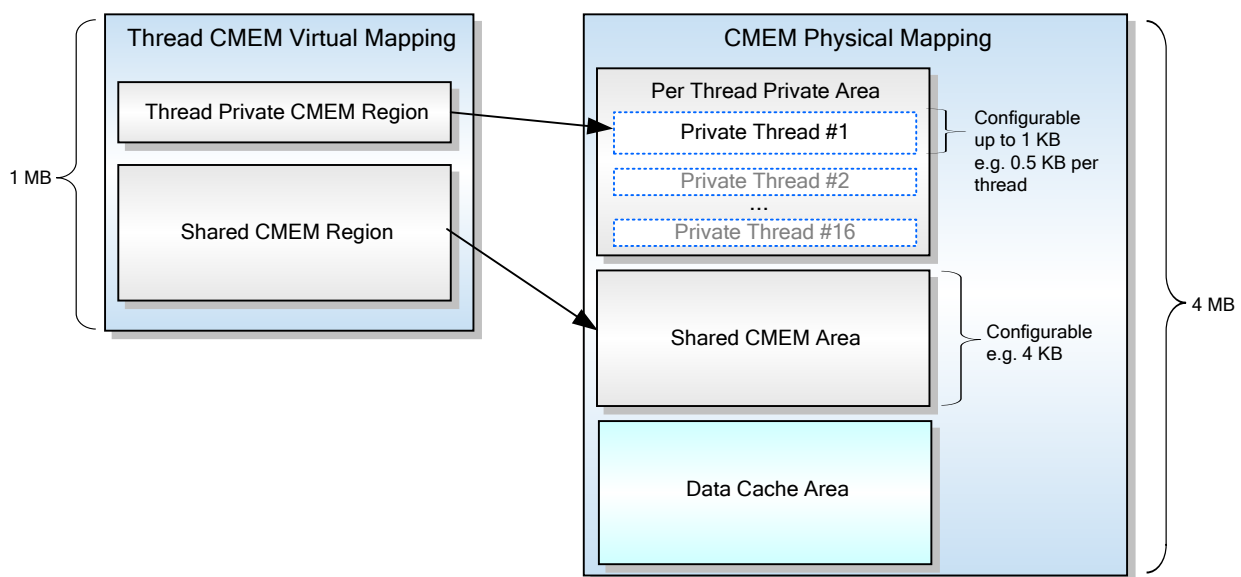 Thread CMEM Virtual Mapping
Thread Private CMEM Region
Shared CMEM Region
1 MB
CMEM Physical Mapping
Per Thread Private Area
Private Thread #1
Private Thread #2
...
Private Thread #16
Configurable
up to 1 KB
e.g. 0.5 KB per
thread
Shared CMEM Area
Configurable
e.g. 4 KB
Data Cache Area
4 MB